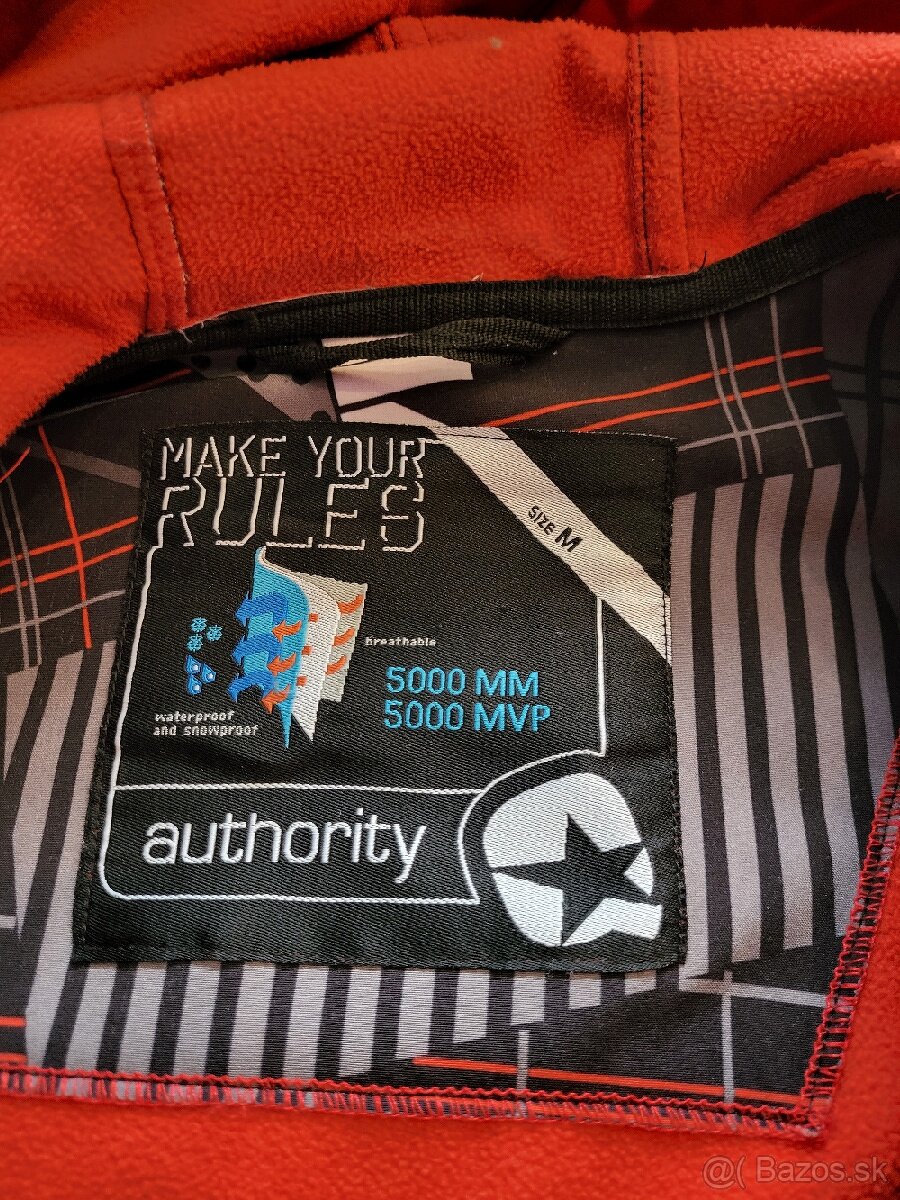 MAKE YOUR
RULES
SIZE M
breathable
5000 MM
5000 MVP
waterproof
and snowproof
authority
@( Bazos.sk